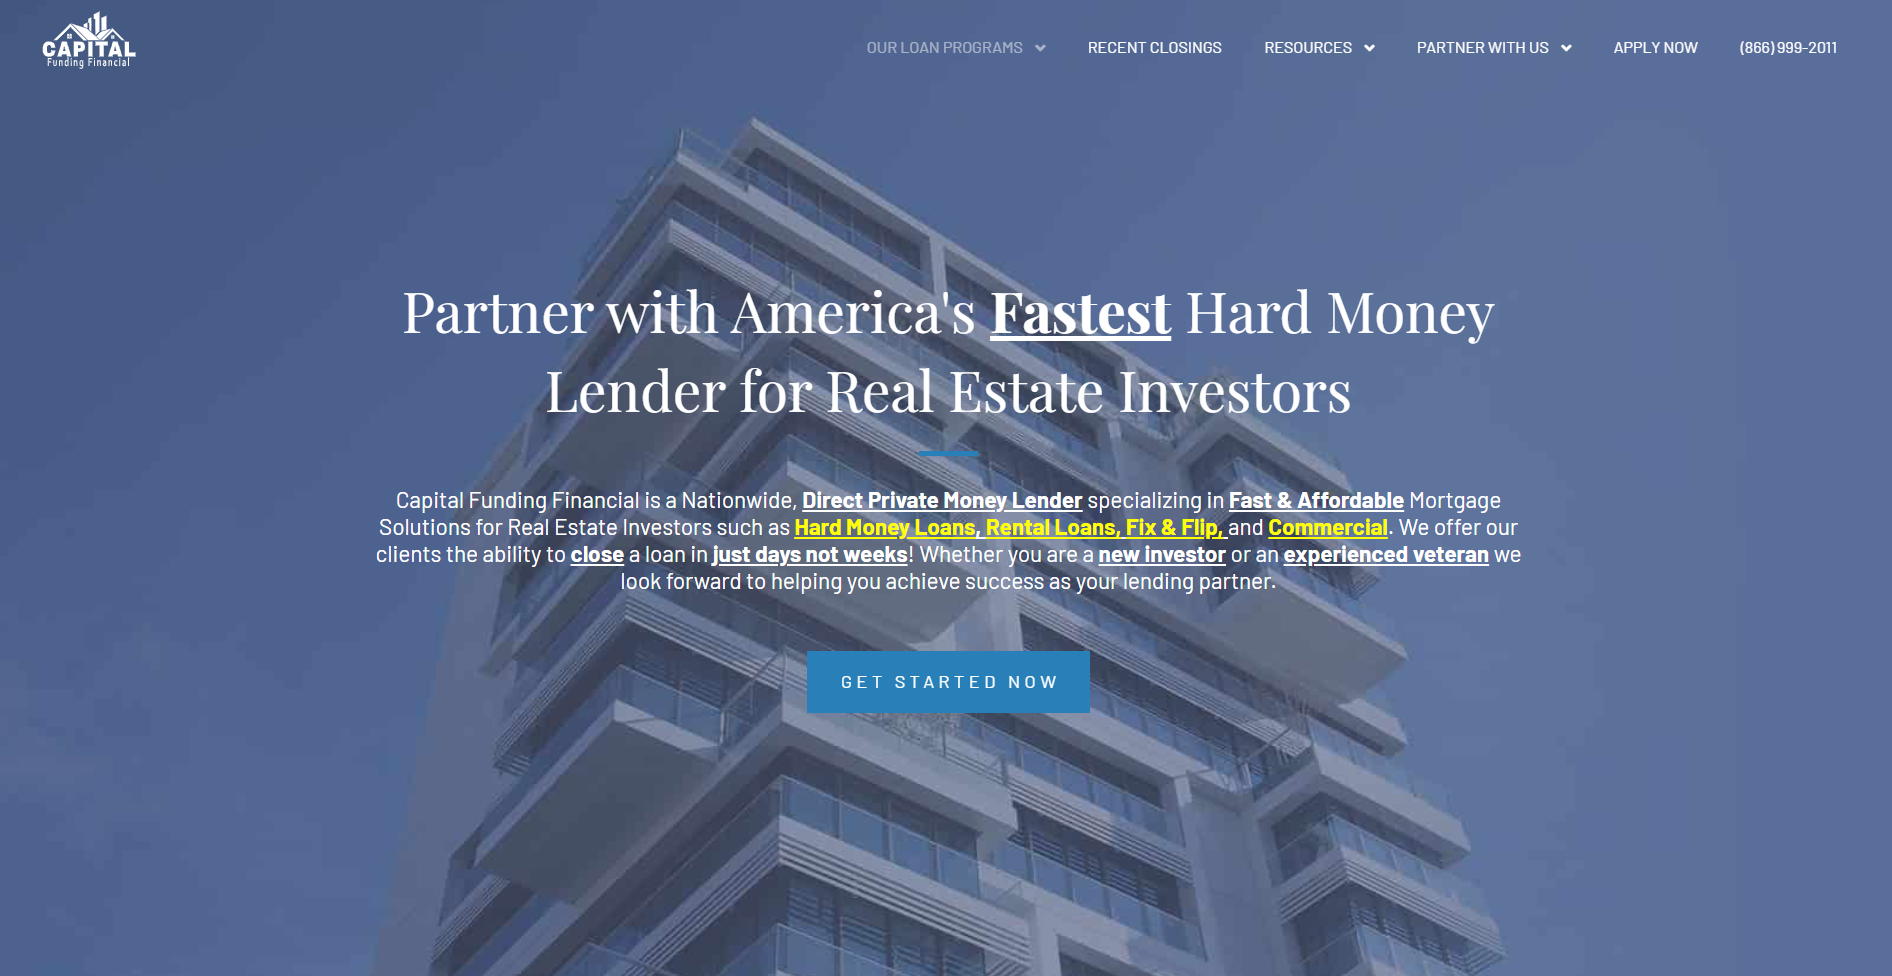 CAPITAL
Funding Financial
OUR LOAN PROGRAMS
RECENT CLOSINGS
RESOURCES
PARTNER WITH US
APPLY NOW
(866) 999-2011
Partner with America's Fastest Hard Money
Lender for Real Estate Investors
Capital Funding Financial is a Nationwide, Direct Private Money Lender specializing in Fast & Affordable Mortgage
Solutions for Real Estate Investors such as Hard Money Loans, Rental Loans, Fix & Flip, and Commercial. We offer our
clients the ability to close a loan in just days not weeks! Whether you are a new investor or an experienced veteran we
look forward to helping you achieve success as your lending partner.
GET STARTED NOW